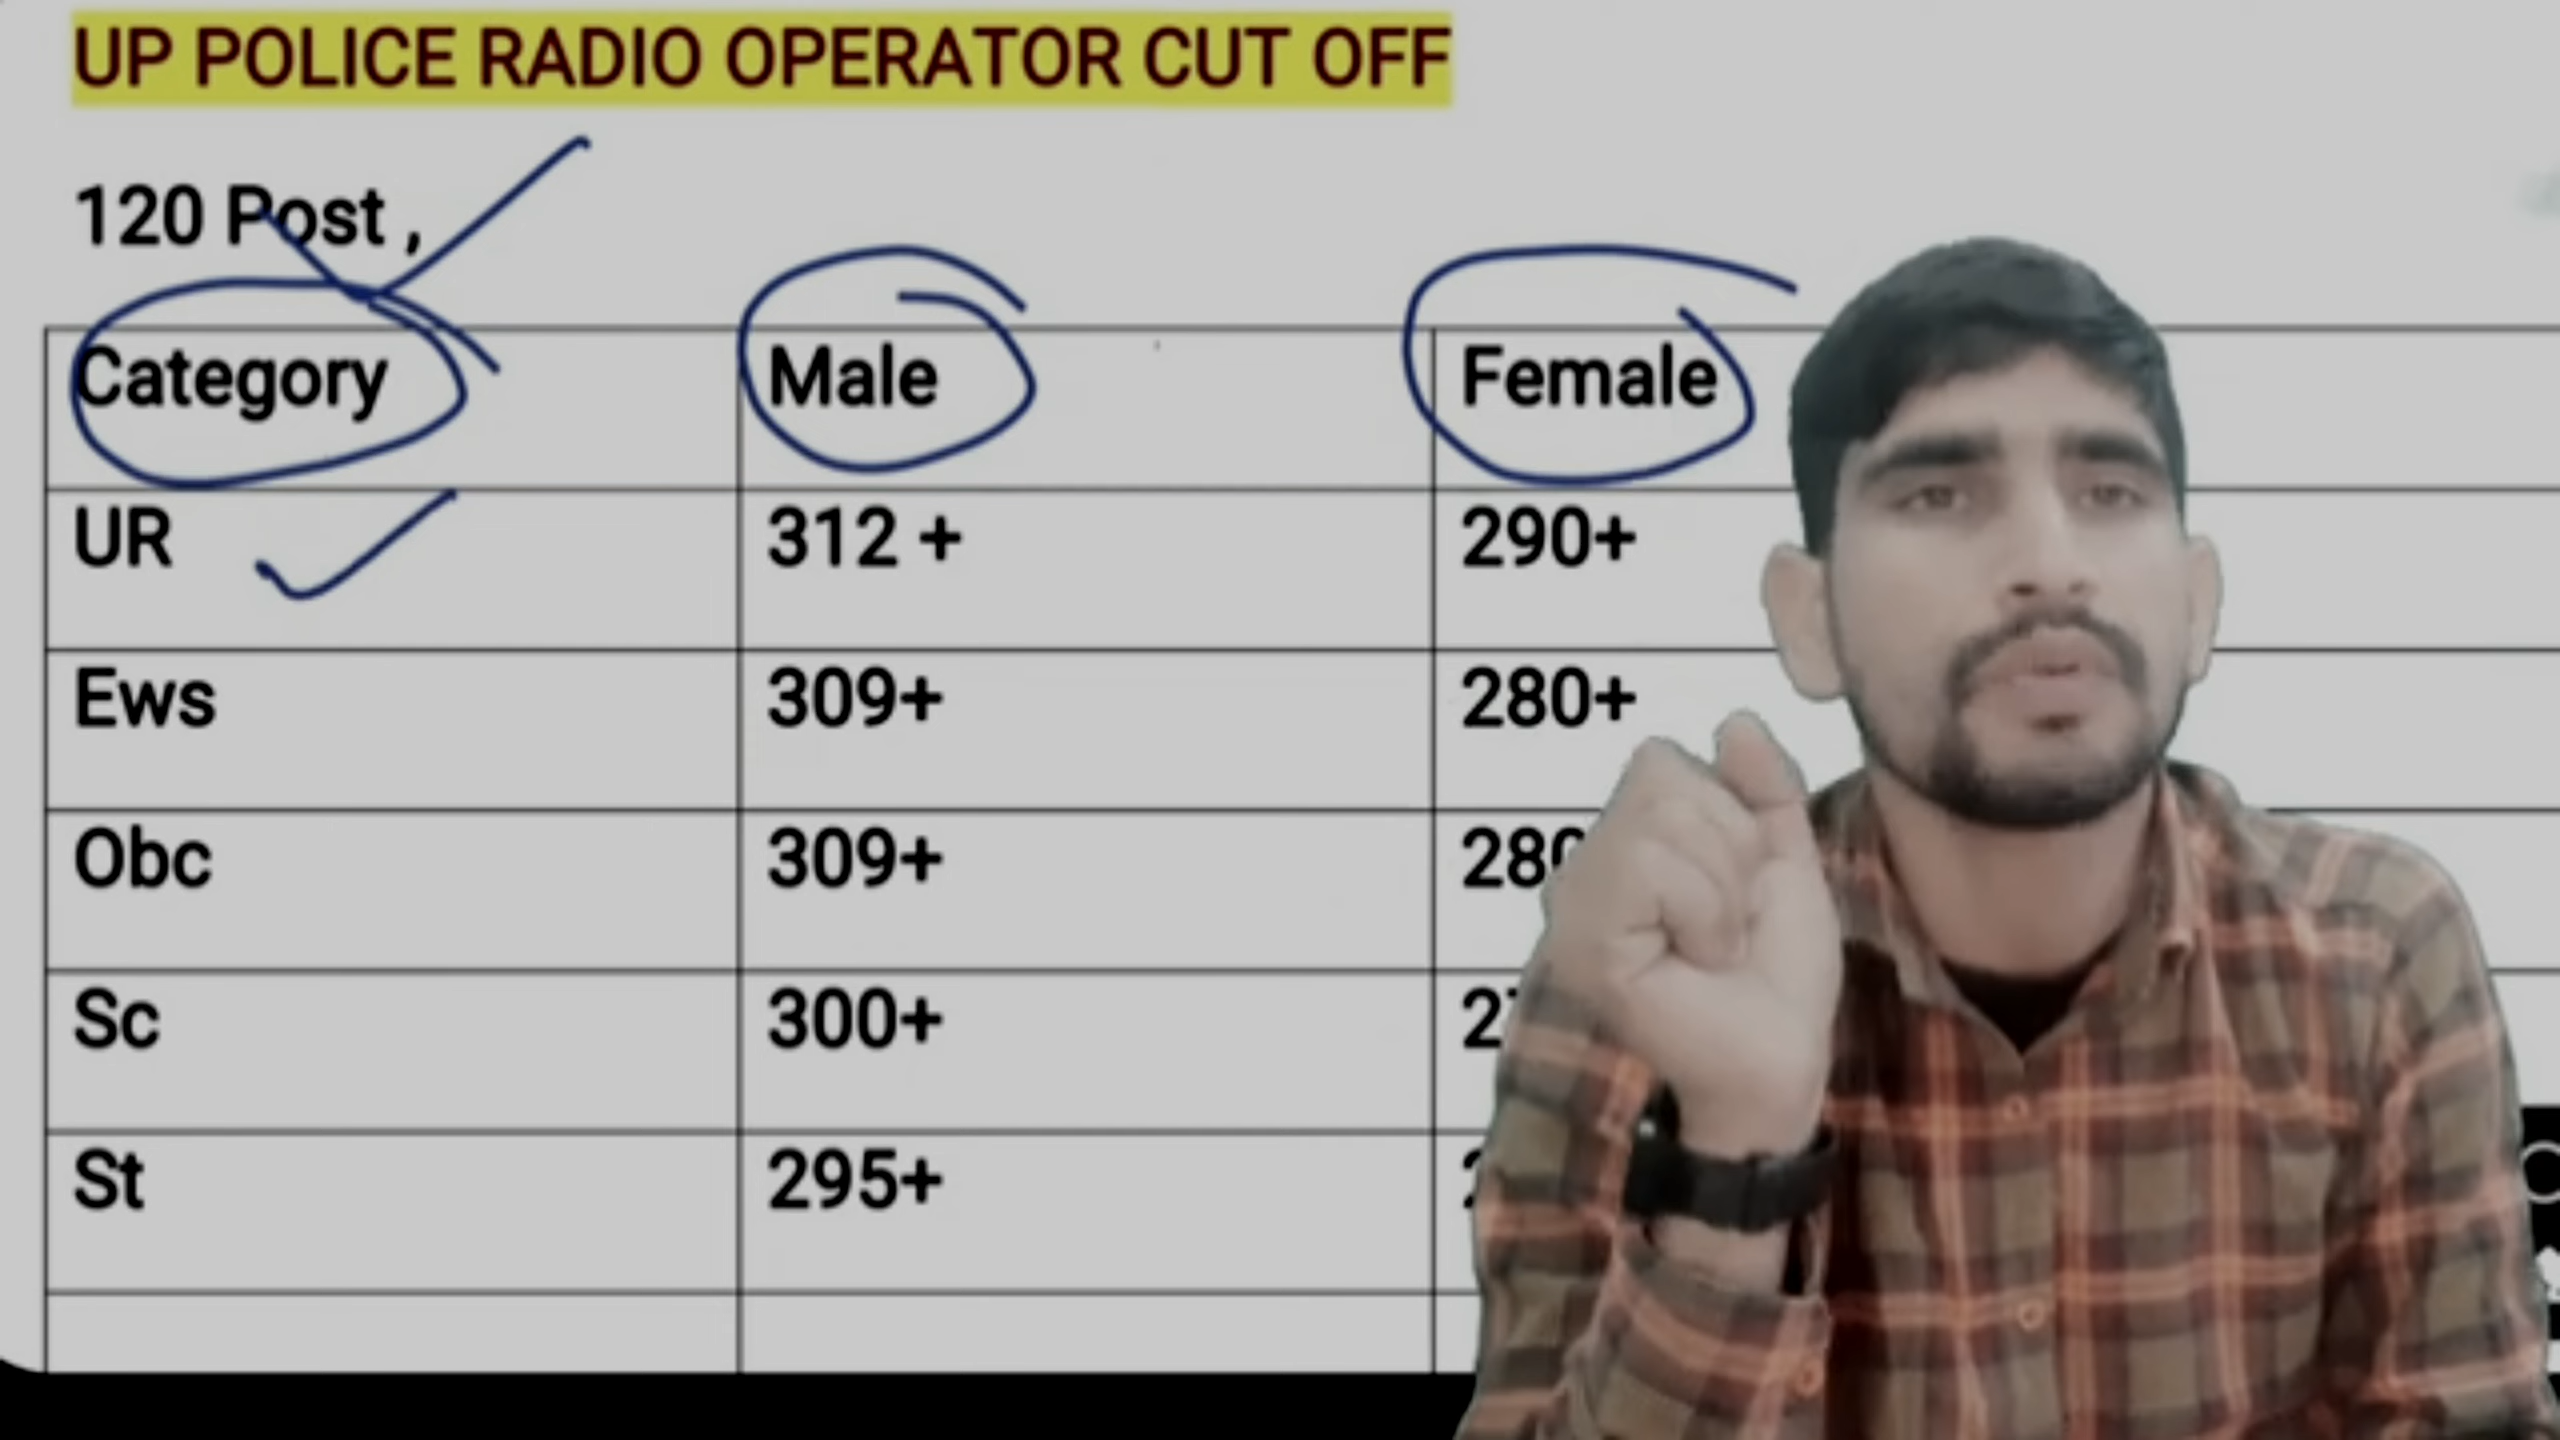 UP POLICE RADIO OPERATOR CUT OFF
120 Post ,
Category Male Female
UR 312 + 290+
Ews 309+ 280+
Obc 309+
Sc 300+
St 295+